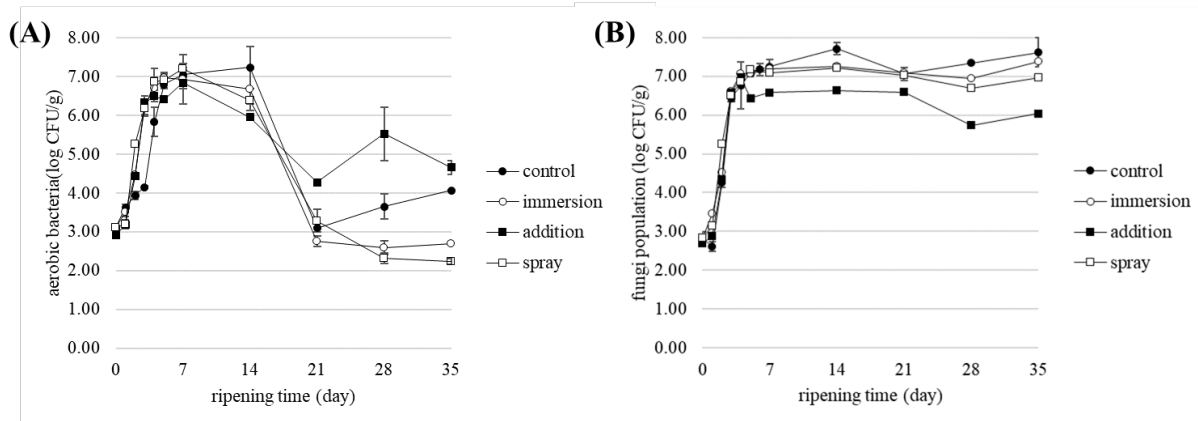 (A)
8.00
7.00
6.00
5.00
4.00
3.00
2.00
1.00
0.00
aerobic bacteria(log CFU/g)
0 7 14 21 28 35
ripening time (day)
control
immersion
addition
spray
(B)
8.00
7.00
6.00
5.00
4.00
3.00
2.00
1.00
0.00
fungi population (log CFU/g)
0 7 14 21 28 35
ripening time (day)
control
immersion
addition
spray